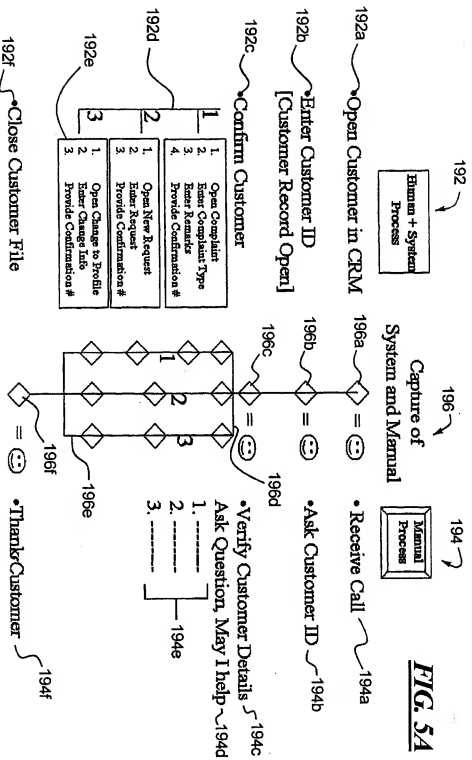 FIG. 5A
192
Human + System
Process
192a
•Open Customer in CRM
192b
•Enter Customer ID
[Customer Record Open]
192c
•Confirm Customer
192d
1
1. Open Complaint
2. Enter Complaint Type
3. Enter Remarks
4. Provide Confirmation #
2
1. Open New Request
2. Enter Request
3. Provide Confirmation #
3
1. Open Change to Profile
2. Enter Change Info
3. Provide Confirmation #
192e
192f
•Close Customer File
196
Capture of
System and Manual
196a
=
196b
=
196c
=
196d
1
2
3
196e
196f
=
194
Manual
Process
• Receive Call
194a
•Ask Customer ID
194b
•Verify Customer Details
194c
Ask Question, May I help
194d
1. ---------
2. ---------
3. ---------
194e
•Thank Customer
194f